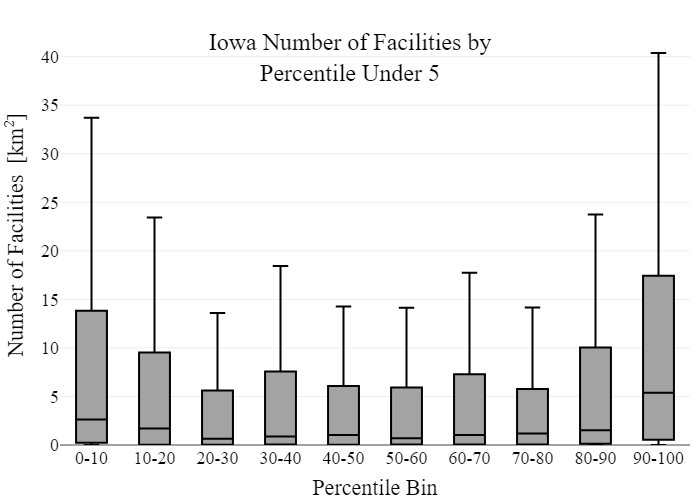 Iowa Number of Facilities by
Percentile Under 5
Number of Facilities [km²]
40
35
30
25
20
15
10
5
0
0-10 10-20 20-30 30-40 40-50 50-60 60-70 70-80 80-90 90-100
Percentile Bin